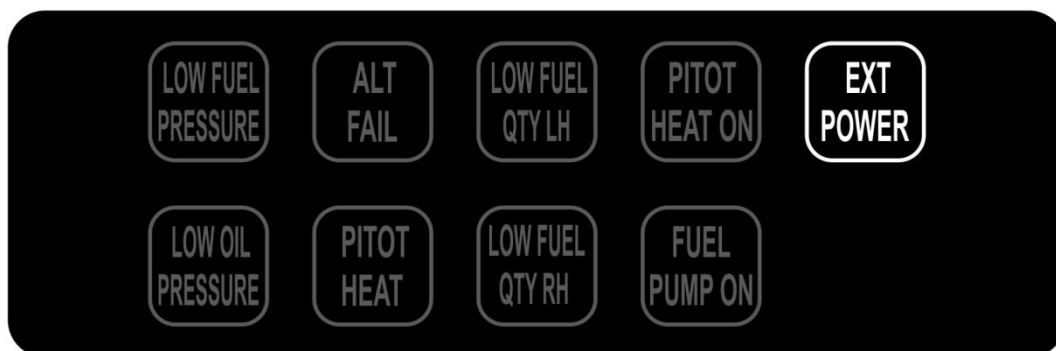 LOW FUEL
PRESSURE
ALT
FAIL
LOW FUEL
QTY LH
PITOT
HEAT ON
EXT
POWER
LOW OIL
PRESSURE
PITOT
HEAT
LOW FUEL
QTY RH
FUEL
PUMP ON